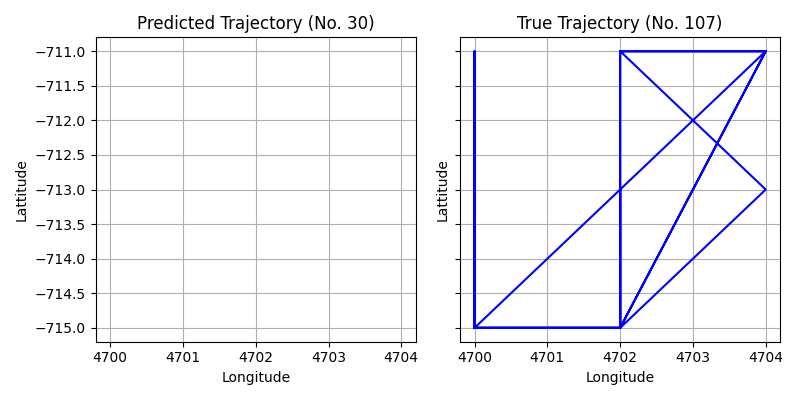 Predicted Trajectory (No. 30)
True Trajectory (No. 107)
−711.0
−711.5
−712.0
−712.5
−713.0
−713.5
−714.0
−714.5
−715.0
Lattitude
4700 4701 4702 4703 4704
Longitude
Lattitude
4700 4701 4702 4703 4704
Longitude